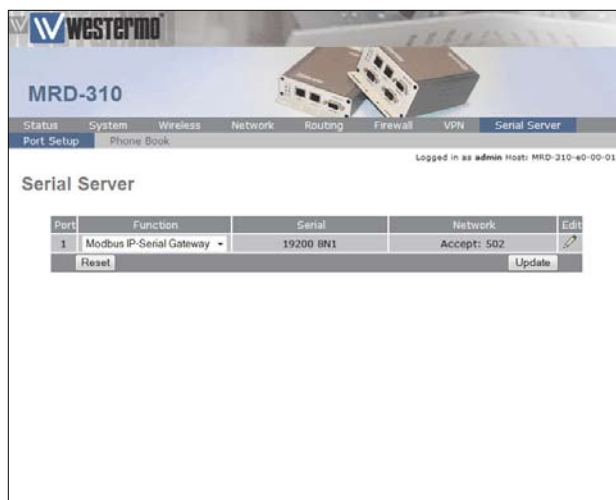 westermo
MRD-310
Status System Wireless Network Routing Firewall VPN Serial Server
Port Setup Phone Book
Logged in as admin Host: MRD-310-e0-00-01
Serial Server
Port Function Serial Network Edit
1 Modbus IP-Serial Gateway 19200 8N1 Accept: 502
Reset Update